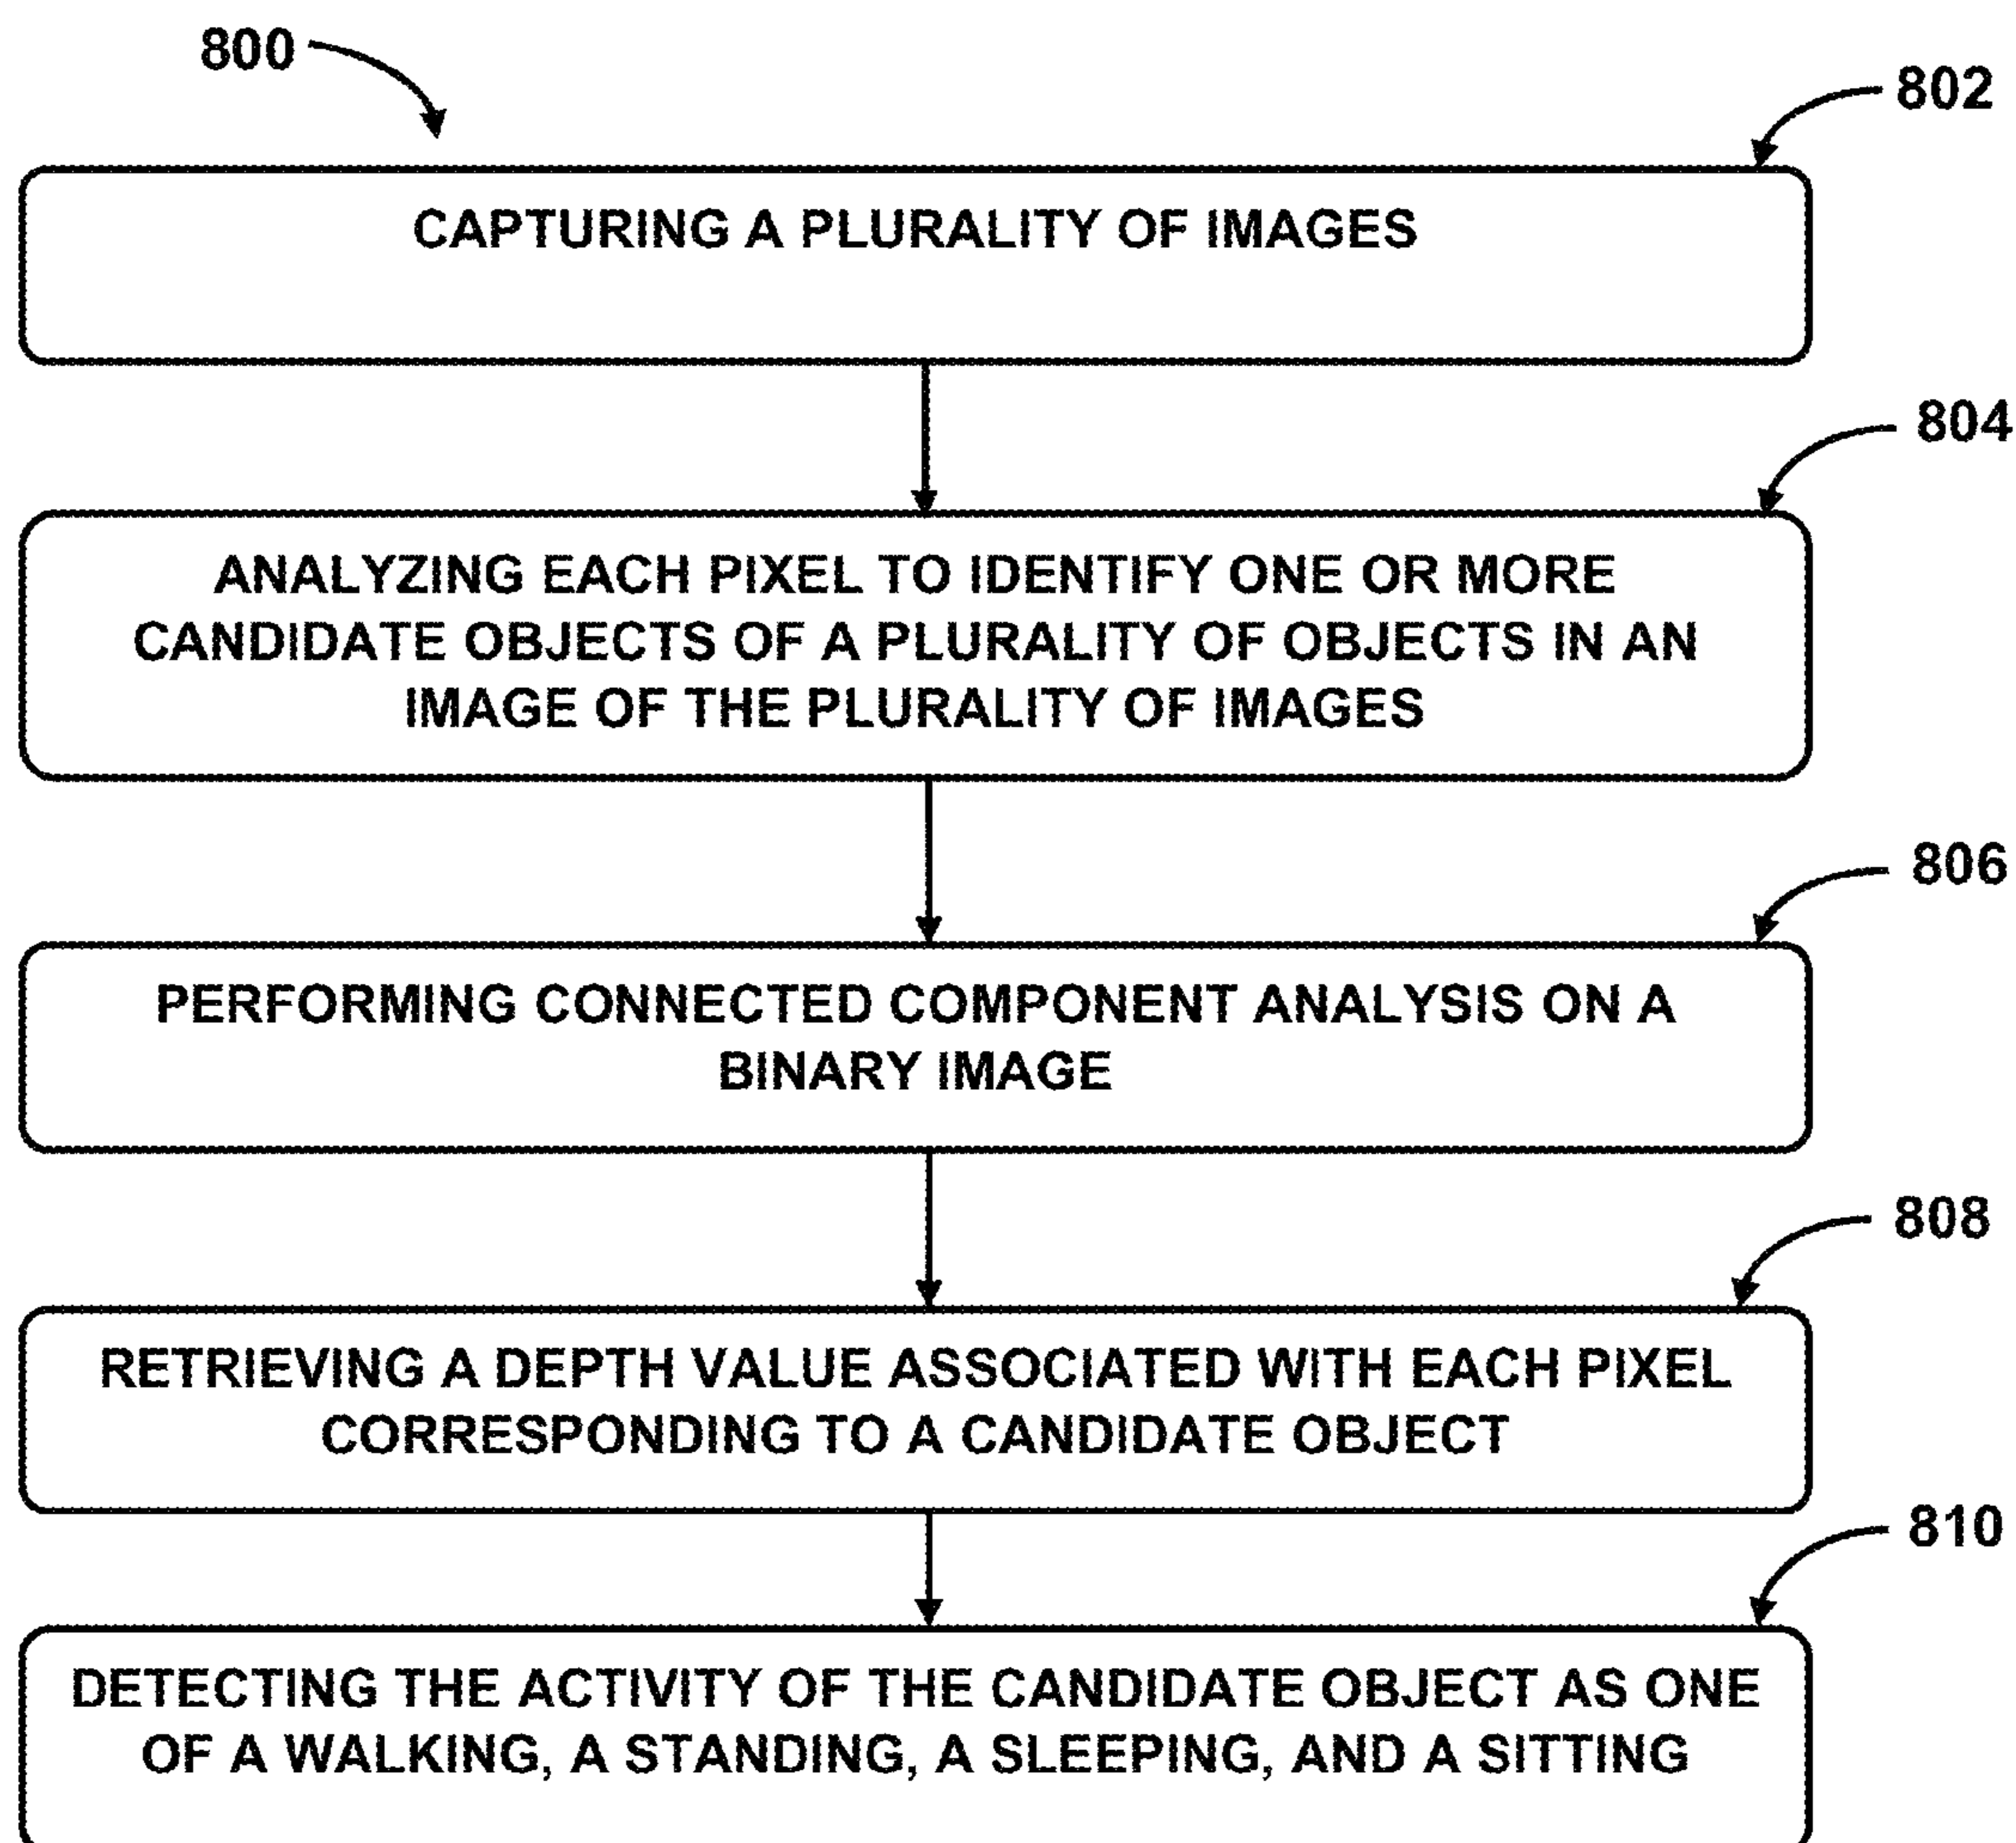 800
802
CAPTURING A PLURALITY OF IMAGES
804
ANALYZING EACH PIXEL TO IDENTIFY ONE OR MORE
CANDIDATE OBJECTS OF A PLURALITY OF OBJECTS IN AN
IMAGE OF THE PLURALITY OF IMAGES
806
PERFORMING CONNECTED COMPONENT ANALYSIS ON A
BINARY IMAGE
808
RETRIEVING A DEPTH VALUE ASSOCIATED WITH EACH PIXEL
CORRESPONDING TO A CANDIDATE OBJECT
810
DETECTING THE ACTIVITY OF THE CANDIDATE OBJECT AS ONE
OF A WALKING, A STANDING, A SLEEPING, AND A SITTING